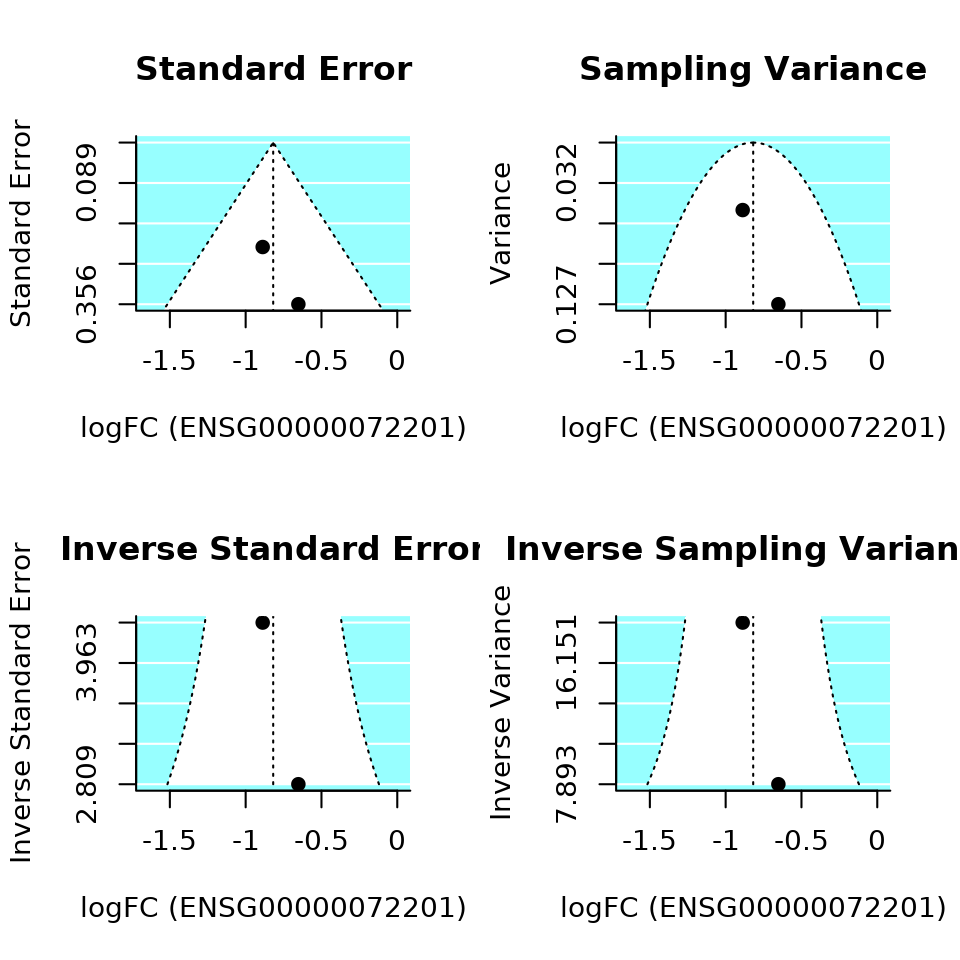 Standard Error
Standard Error
0.089
0.356
-1.5 -1 -0.5 0
logFC (ENSG00000072201)
Sampling Variance
Variance
0.032
0.127
-1.5 -1 -0.5 0
logFC (ENSG00000072201)
Inverse Standard Error
Inverse Standard Error
3.963
2.809
-1.5 -1 -0.5 0
logFC (ENSG00000072201)
Inverse Sampling Varian
Inverse Variance
16.151
7.893
-1.5 -1 -0.5 0
logFC (ENSG00000072201)